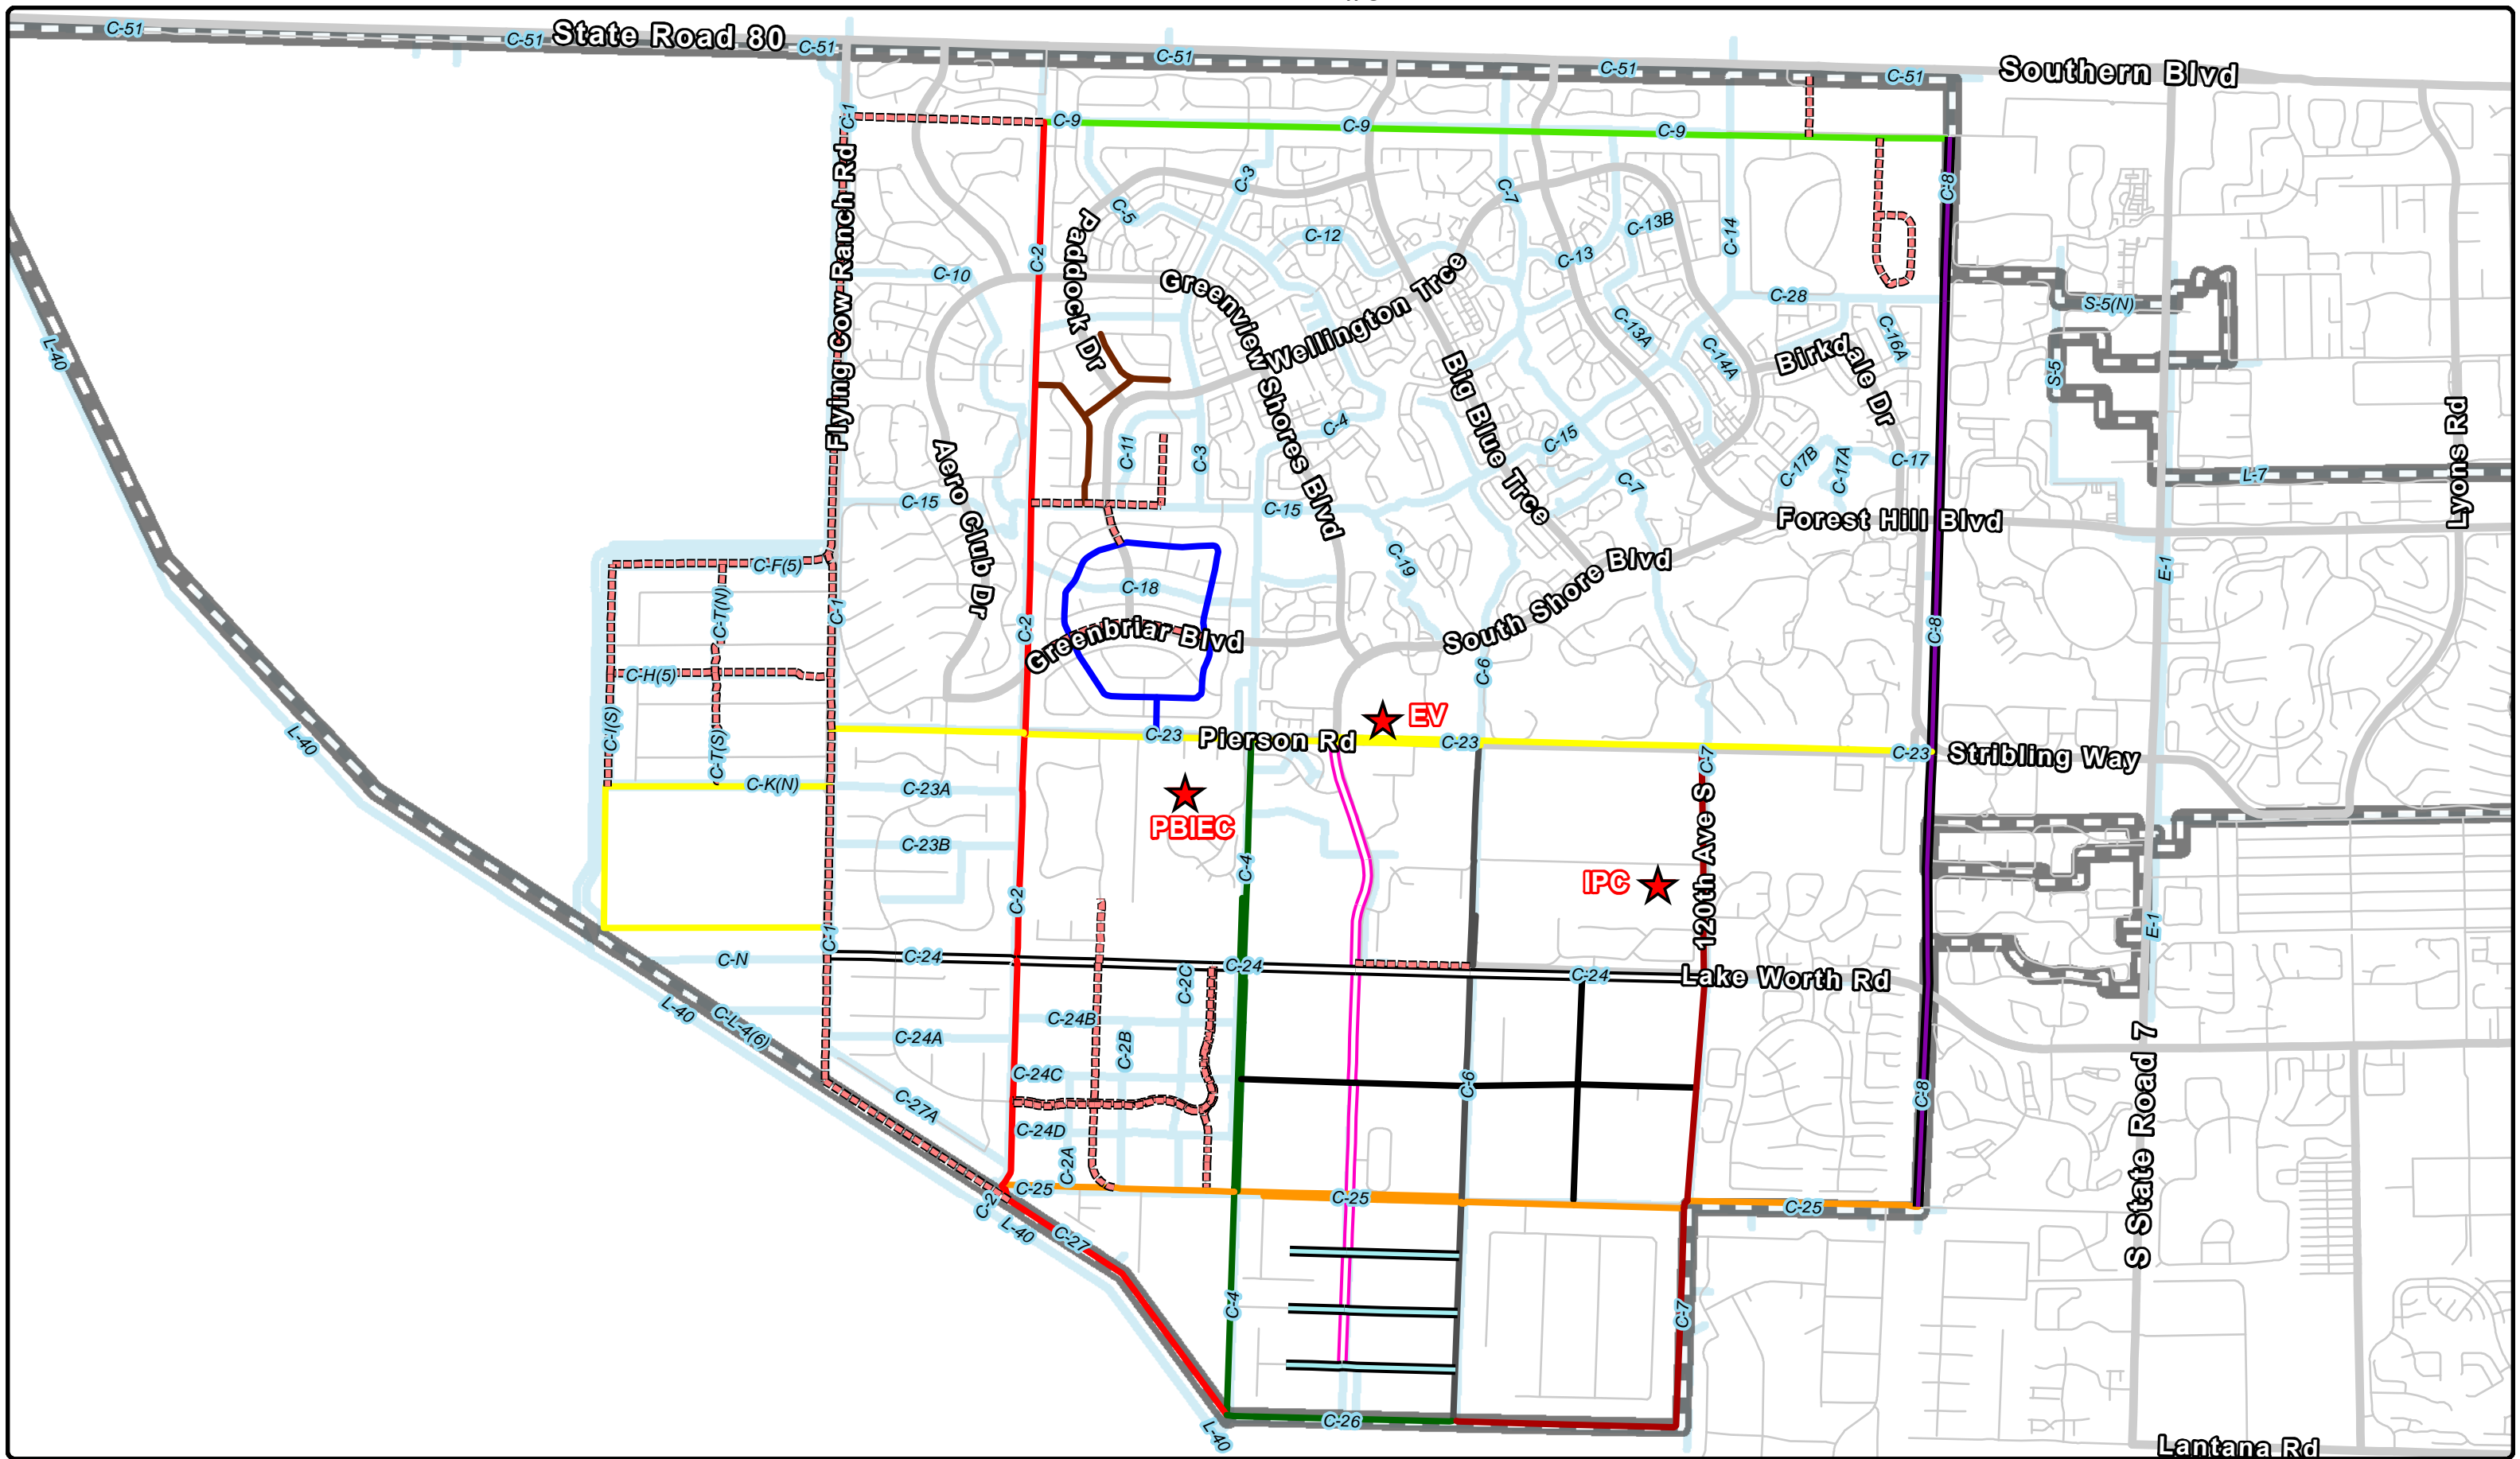 C-51
C-51
State Road 80
C-51
C-51
C-51
C-51
Southern Blvd
C-1
C-9
C-9
C-9
Flying Cow Ranch Rd
C-2
Paddock Dr
C-5
C-3
C-12
C-7
C-13B
C-13
C-14
C-8
C-10
Greenview Shores Blvd
Wellington Trce
C-28
S-5(N)
L-40
C-13A
C-14A
C-16A
Birkdale Dr
S-5
Big Blue Trce
Aero Club Dr
C-11
C-3
C-4
C-15
C-17B
C-17A
C-17
L-7
Lyons Rd
C-15
C-15
C-7
Forest Hill Blvd
C-19
C-F(5)
C-T(N)
C-1
C-18
C-2
Greenbriar Blvd
South Shore Blvd
C-8
E-1
C-H(5)
C-6
C-I(S)
L-40
C-T(S)
EV
C-23
Pierson Rd
C-23
C-7
C-23
Stribling Way
C-K(N)
C-23A
PBIEC
C-23B
C-4
IPC
120th Ave S
C-2
C-1
E-1
C-N
C-24
C-24
C-24
Lake Worth Rd
C-2C
L-40
C-L-4(6)
C-24A
C-24B
C-2B
C-24C
C-6
C-8
S State Road 7
C-27A
C-24D
C-2A
C-25
C-25
C-25
C-2
L-40
C-27
C-4
C-7
C-26
L-40
Lantana Rd